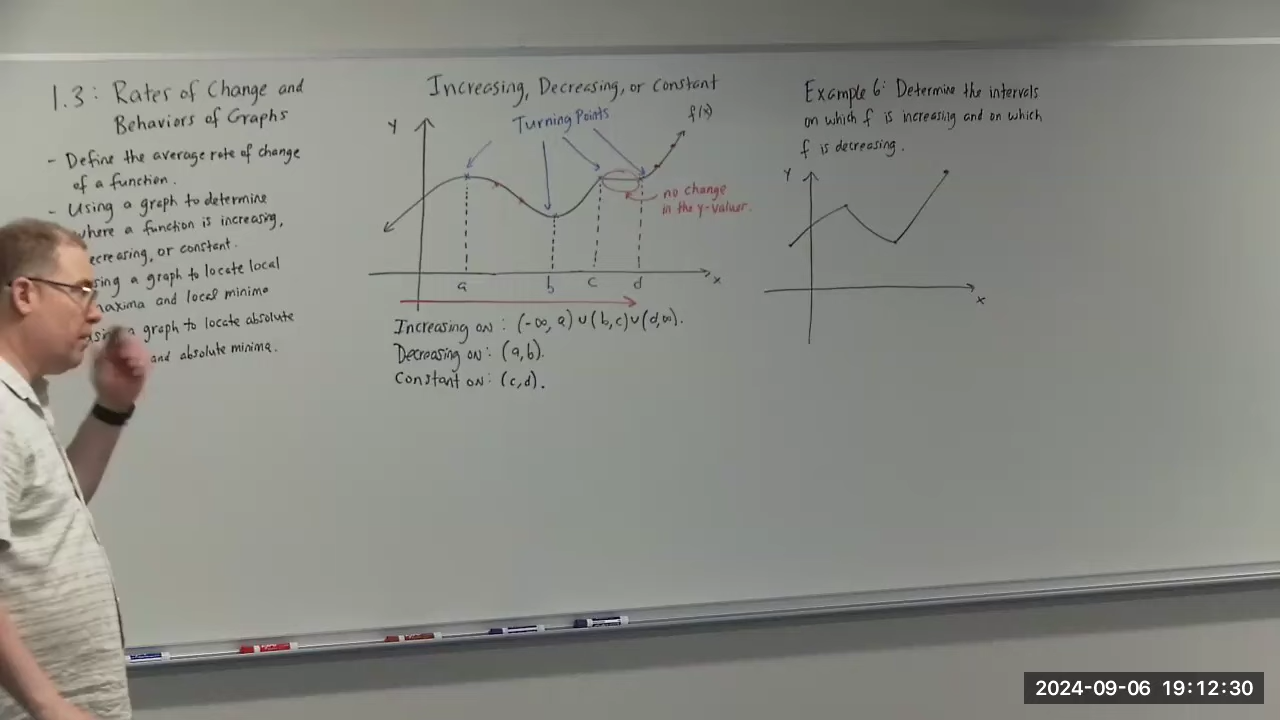 1.3: Rates of Change and
Behaviors of Graphs
- Define the average rate of change
of a function.
- Using a graph to determine
where a function is increasing,
decreasing, or constant.
using a graph to locate local
maxima and local minima
using a graph to locate absolute
and absolute minima.
Increasing, Decreasing, or Constant
Turning Points
f(x)
Y
no change
in the y-values.
x
a b c d
Increasing on: (-∞, a) ∪ (b,c) ∪ (d,∞).
Decreasing on: (a,b).
Constant on: (c,d).
Example 6: Determine the intervals
on which f is increasing and on which
f is decreasing.
Y
x
2024-09-06 19:12:30